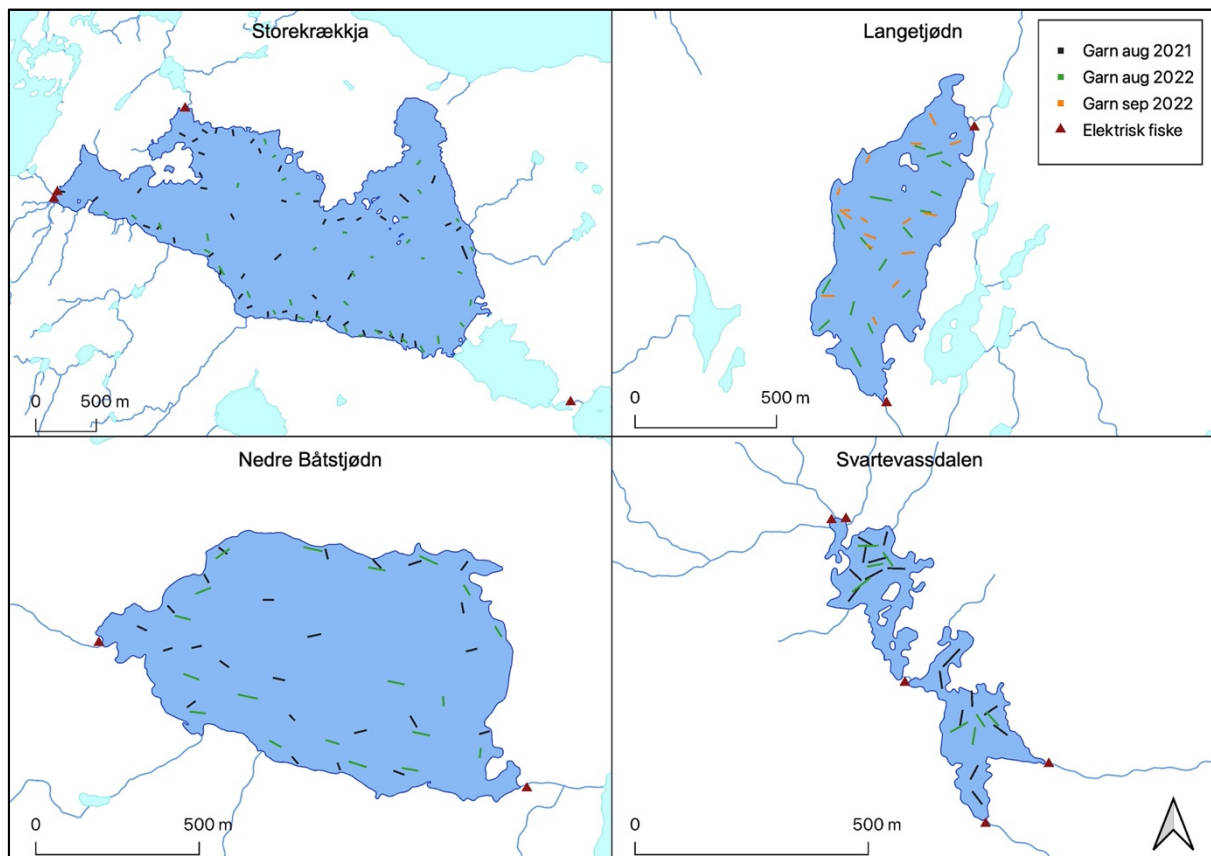 Storekrækkja
0 500 m
Langetjødn
Garn aug 2021
Garn aug 2022
Garn sep 2022
Elektrisk fiske
0 500 m
Nedre Båtstjødn
0 500 m
Svartevassdalen
0 500 m